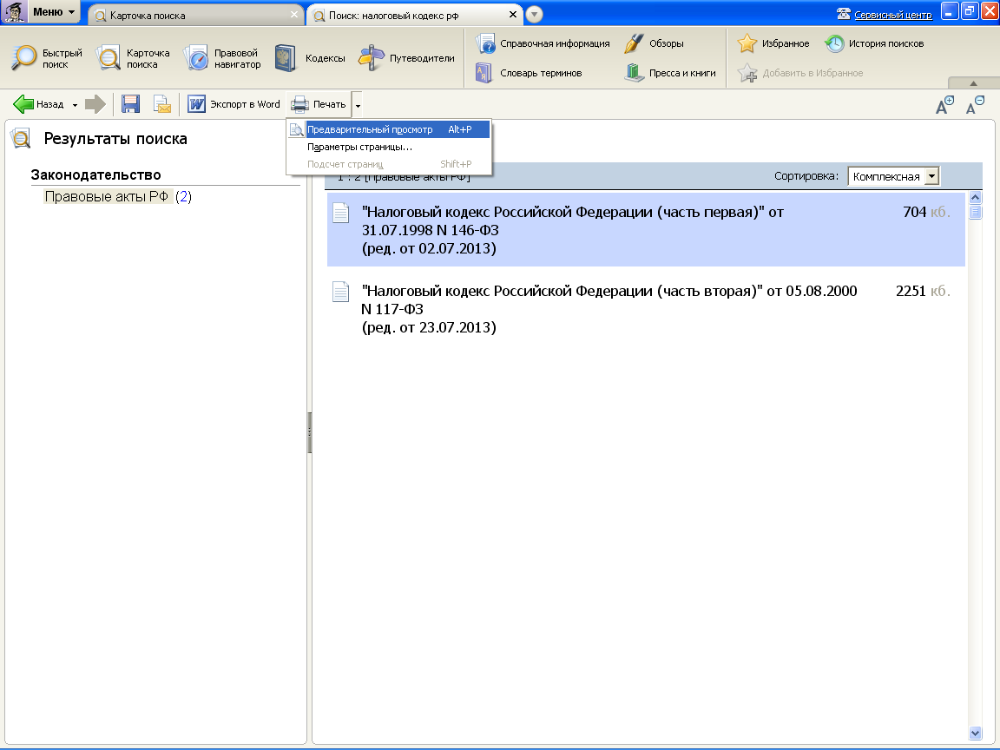 Меню
Карточка поиска
Поиск: налоговый кодекс рф
Сервисный центр
Быстрый поиск
Карточка поиска
Правовой навигатор
Кодексы
Путеводители
Справочная информация
Словарь терминов
Обзоры
Пресса и книги
Избранное
История поисков
Добавить в Избранное
Назад
W Экспорт в Word
Печать
A A
Предварительный просмотр Alt+P
Параметры страницы...
Подсчет страниц Shift+P
Результаты поиска
Законодательство
Правовые акты РФ (2)
1 : 2 [Правовые акты РФ]
Сортировка: Комплексная
"Налоговый кодекс Российской Федерации (часть первая)" от 704 кб.
31.07.1998 N 146-ФЗ
(ред. от 02.07.2013)
"Налоговый кодекс Российской Федерации (часть вторая)" от 05.08.2000 2251 кб.
N 117-ФЗ
(ред. от 23.07.2013)